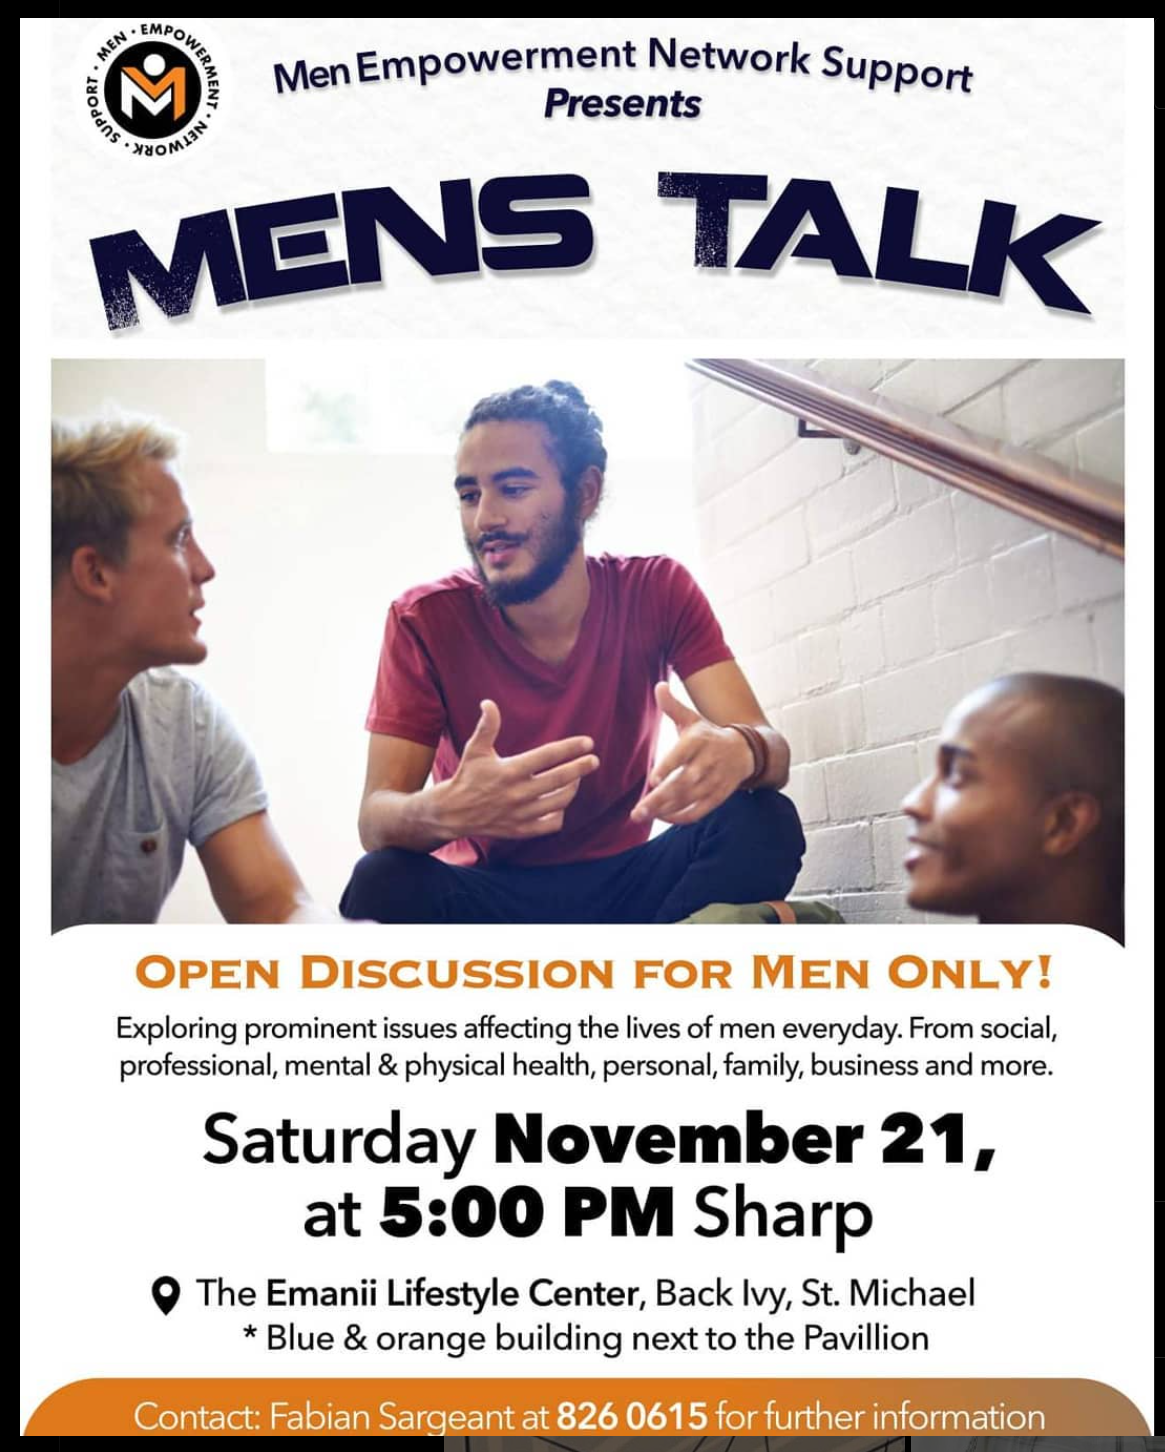 MEN · EMPOWERMENT · NETWORK · SUPPORT ·
Men Empowerment Network Support
Presents
MENS TALK
OPEN DISCUSSION FOR MEN ONLY!
Exploring prominent issues affecting the lives of men everyday. From social,
professional, mental & physical health, personal, family, business and more.
Saturday November 21,
at 5:00 PM Sharp
The Emanii Lifestyle Center, Back Ivy, St. Michael
* Blue & orange building next to the Pavillion
Contact: Fabian Sargeant at 826 0615 for further information